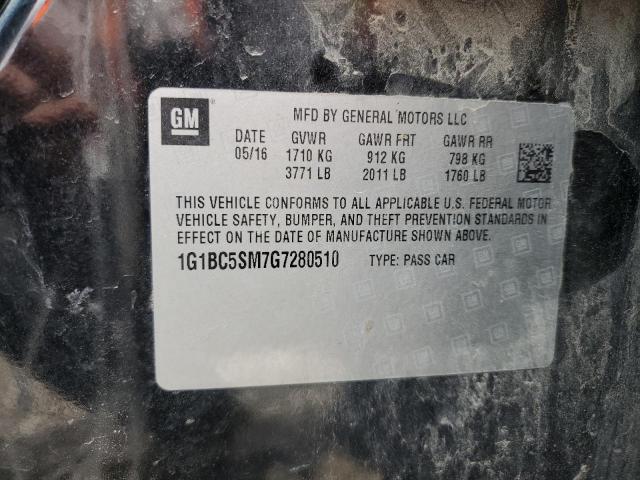 GM
MFD BY GENERAL MOTORS LLC
DATE GVWR GAWR FRT GAWR RR
05/16 1710 KG 912 KG 798 KG
3771 LB 2011 LB 1760 LB
THIS VEHICLE CONFORMS TO ALL APPLICABLE U.S. FEDERAL MOTOR
VEHICLE SAFETY, BUMPER, AND THEFT PREVENTION STANDARDS IN
EFFECT ON THE DATE OF MANUFACTURE SHOWN ABOVE.
1G1BC5SM7G7280510 TYPE: PASS CAR